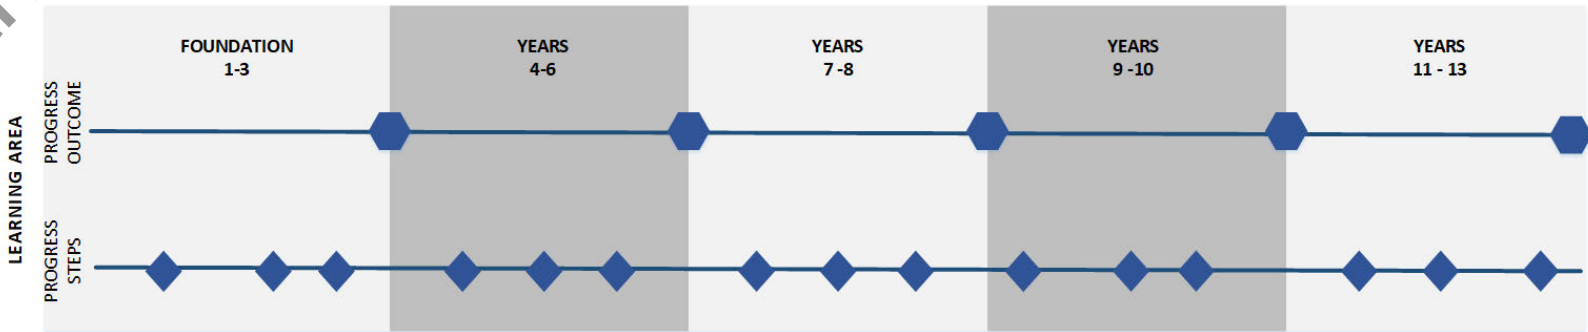 FOUNDATION
1-3
YEARS
4-6
YEARS
7 -8
YEARS
9 -10
YEARS
11 - 13
LEARNING AREA
PROGRESS
OUTCOME
PROGRESS
STEPS